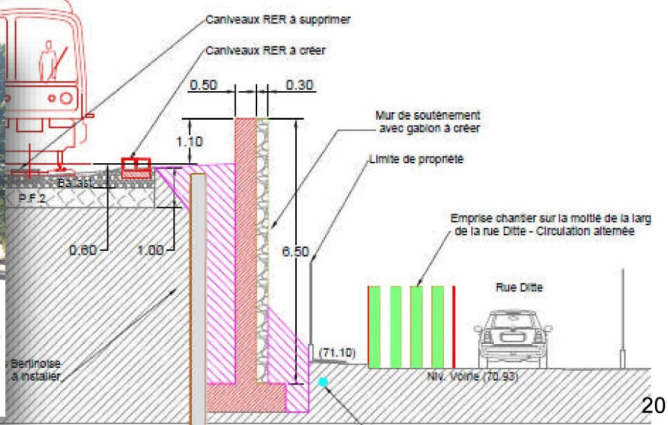 Caniveaux RER à supprimer
Caniveaux RER à créer
0.50
0.30
Mur de soutènement
avec gabion à créer
1.10
Limite de propriété
Ballast
P.F.2
Emprise chantier sur la moitié de la larg
de la rue Ditte - Circulation alternée
0.60
1.00
6.50
Rue Ditte
(71.10)
Berlinoise
à installer
Niv. Voirie (70.93)
20